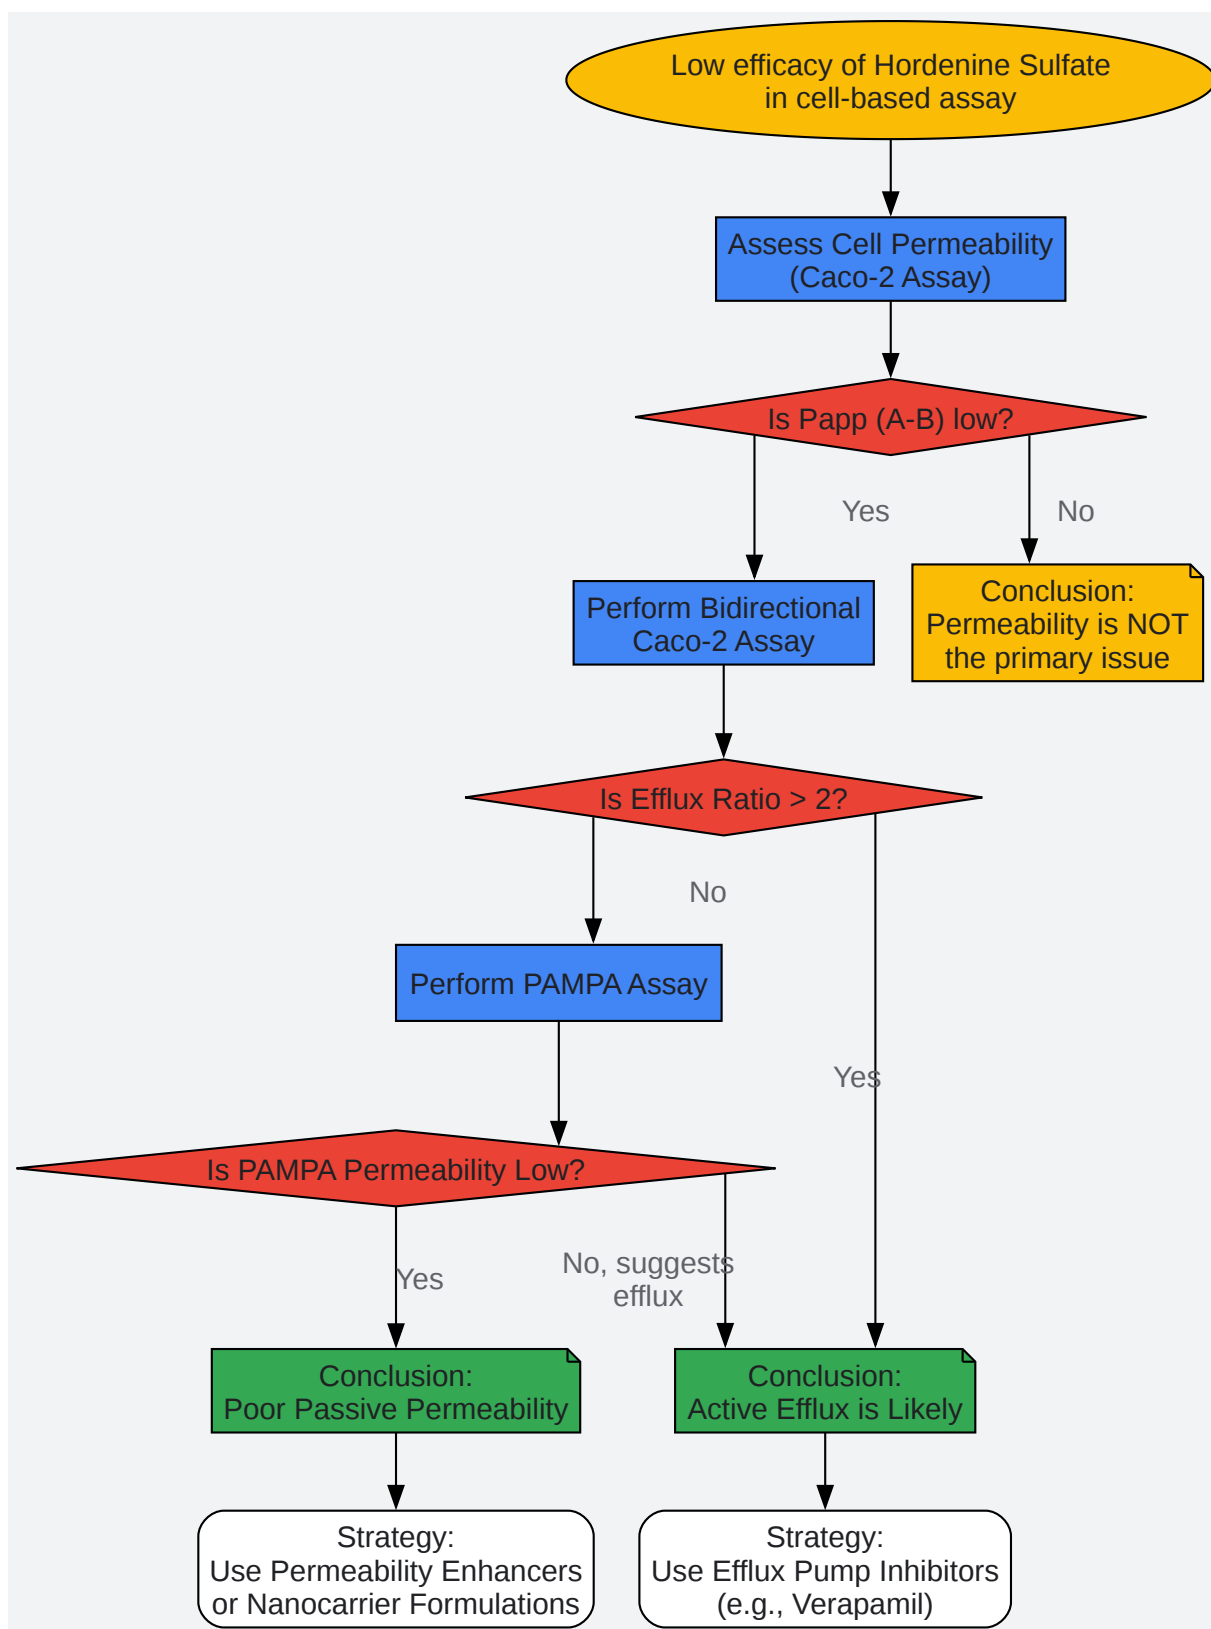 Low efficacy of Hordenine Sulfate
in cell-based assay
Assess Cell Permeability
(Caco-2 Assay)
Is Papp (A-B) low?
Yes
No
Conclusion:
Permeability is NOT
the primary issue
Perform Bidirectional
Caco-2 Assay
Is Efflux Ratio > 2?
No
Perform PAMPA Assay
Yes
Is PAMPA Permeability Low?
Yes
No, suggests
efflux
Conclusion:
Poor Passive Permeability
Conclusion:
Active Efflux is Likely
Strategy:
Use Permeability Enhancers
or Nanocarrier Formulations
Strategy:
Use Efflux Pump Inhibitors
(e.g., Verapamil)